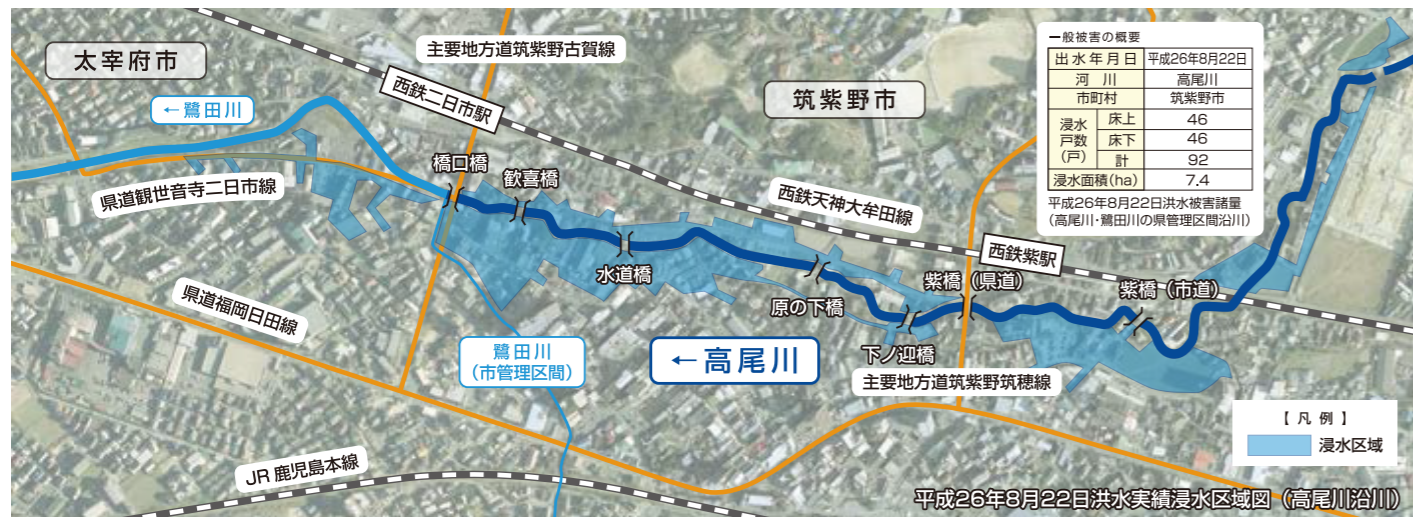 太宰府市
主要地方道筑紫野古賀線
←鷺田川
西鉄二日市駅
筑紫野市
一般被害の概要
出水年月日 平成26年8月22日
河川 高尾川
市町村 筑紫野市
浸水戸数(戸) 床上 46
床下 46
計 92
浸水面積(ha) 7.4
平成26年8月22日洪水被害諸量
(高尾川・鷺田川の県管理区間沿川)
橋口橋
歓喜橋
県道観世音寺二日市線
西鉄天神大牟田線
水道橋
西鉄紫駅
原の下橋
紫橋(県道)
紫橋(市道)
県道福岡日田線
鷺田川
(市管理区間)
←高尾川
下ノ迎橋
主要地方道筑紫野筑穂線
【凡例】
浸水区域
JR鹿児島本線
平成26年8月22日洪水実績浸水区域図(高尾川沿川)